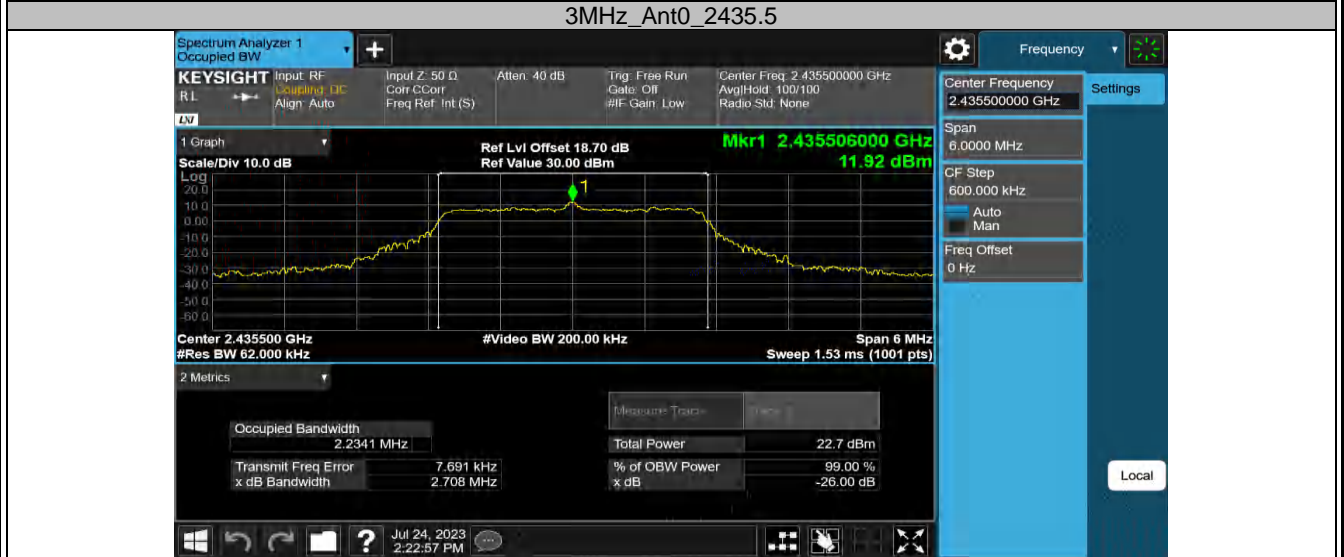 3MHz_Ant0_2435.5
Spectrum Analyzer 1
Occupied BW
+
Frequency
KEYSIGHT
RL
LXI
Input: RF
Coupling: DC
Align: Auto
Input Z: 50 Ω
Corr CCorr
Freq Ref: Int (S)
Atten: 40 dB
Trig: Free Run
Gate: Off
#IF Gain: Low
Center Freq: 2.435500000 GHz
Avg|Hold: 100/100
Radio Std: None
Center Frequency
2.435500000 GHz
Settings
Span
6.0000 MHz
CF Step
600.000 kHz
Auto
Man
Freq Offset
0 Hz
Local
1 Graph
Scale/Div 10.0 dB
Ref Lvl Offset 18.70 dB
Ref Value 30.00 dBm
Mkr1 2.435506000 GHz
11.92 dBm
Log
20.0
10.0
0.00
-10.0
-20.0
-30.0
-40.0
-50.0
-60.0
1
Center 2.435500 GHz
#Res BW 62.000 kHz
#Video BW 200.00 kHz
Span 6 MHz
Sweep 1.53 ms (1001 pts)
2 Metrics
Measure Trace
Occupied Bandwidth
2.2341 MHz
Total Power 22.7 dBm
Transmit Freq Error 7.691 kHz
% of OBW Power 99.00 %
x dB Bandwidth 2.708 MHz
x dB -26.00 dB
?
Jul 24, 2023
2:22:57 PM